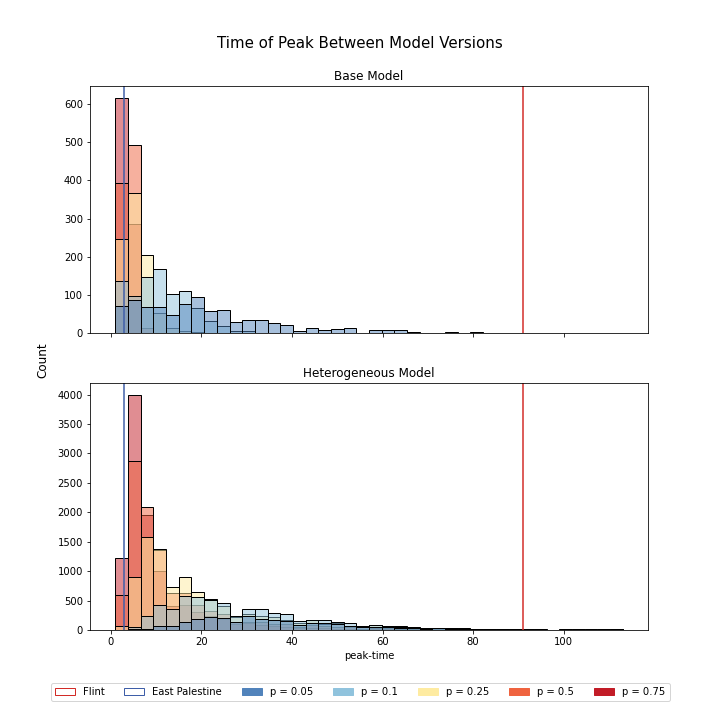 Time of Peak Between Model Versions
Base Model
600
500
400
300
200
100
0
Count
Heterogeneous Model
4000
3500
3000
2500
2000
1500
1000
500
0
0 20 40 60 80 100
peak-time
Flint East Palestine p = 0.05 p = 0.1 p = 0.25 p = 0.5 p = 0.75